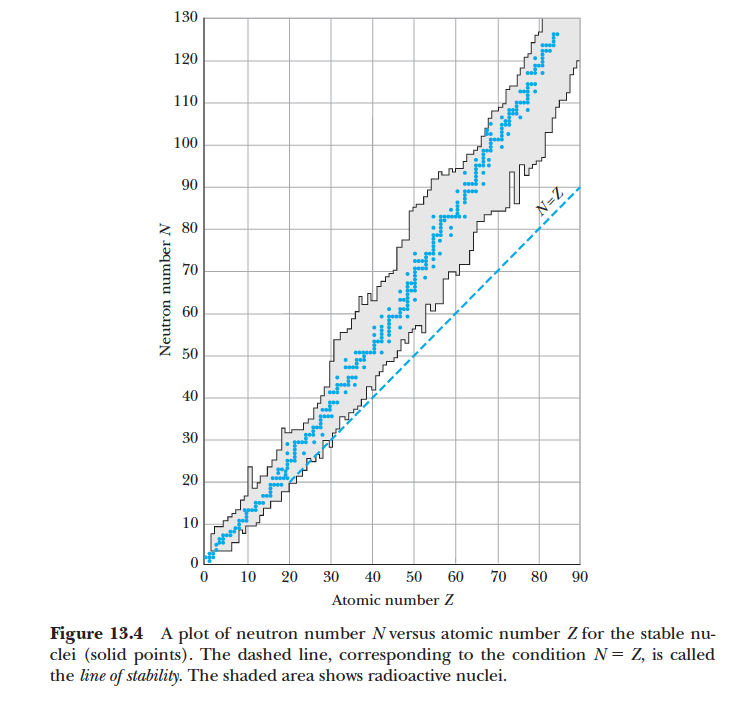 130
120
110
100
90
80
70
60
50
40
30
20
10
0
Neutron number N
N=Z
0 10 20 30 40 50 60 70 80 90
Atomic number Z
Figure 13.4 A plot of neutron number N versus atomic number Z for the stable nu-
clei (solid points). The dashed line, corresponding to the condition N = Z, is called
the line of stability. The shaded area shows radioactive nuclei.